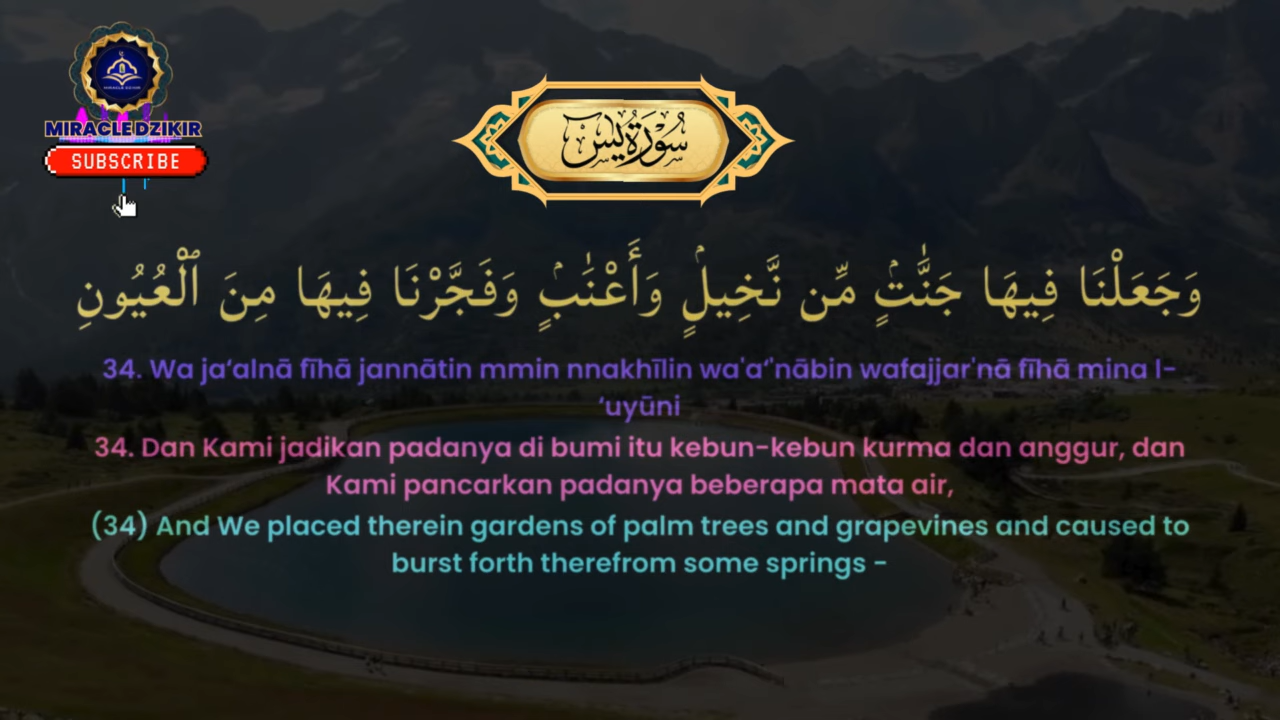 MIRACLE DZIKIR
SUBSCRIBE
سورة يس
وَجَعَلْنَا فِيهَا جَنَّٰتٍۢ مِّن نَّخِيلٍۢ وَأَعْنَٰبٍۢ وَفَجَّرْنَا فِيهَا مِنَ ٱلْعُيُونِ
34. Wa ja‘alnā fīhā jannātin mmin nnakhīlin wa'a‘'nābin wafajjar'nā fīhā mina l-
‘uyūni
34. Dan Kami jadikan padanya di bumi itu kebun-kebun kurma dan anggur, dan
Kami pancarkan padanya beberapa mata air,
(34) And We placed therein gardens of palm trees and grapevines and caused to
burst forth therefrom some springs -